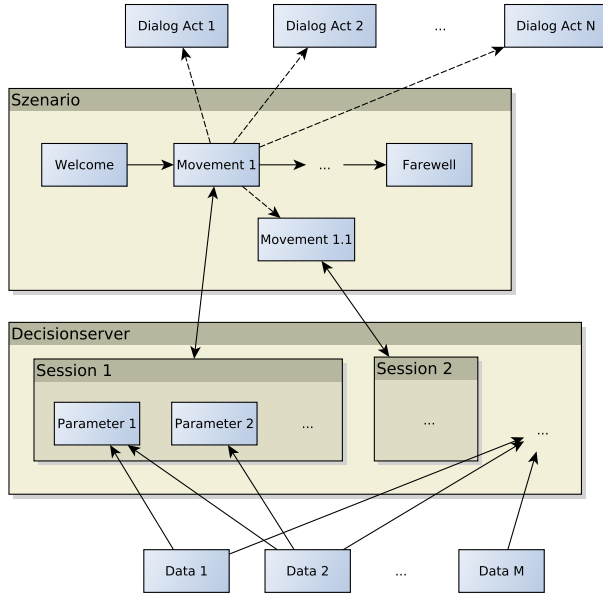 Dialog Act 1
Dialog Act 2
...
Dialog Act N
Szenario
Welcome
Movement 1
...
Farewell
Movement 1.1
Decisionserver
Session 1
Session 2
Parameter 1
Parameter 2
...
...
...
Data 1
Data 2
...
Data M